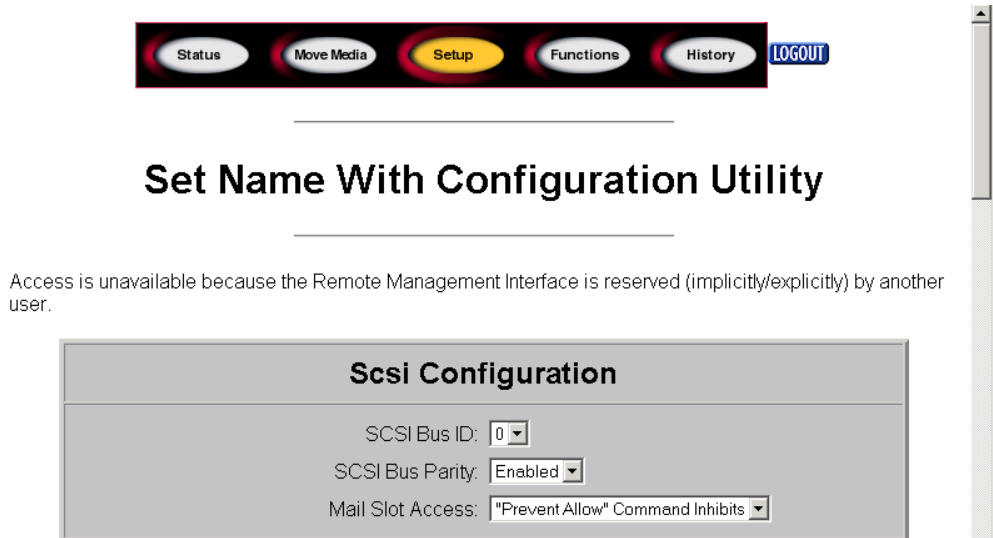 Status Move Media Setup Functions History LOGOUT
Set Name With Configuration Utility
Access is unavailable because the Remote Management Interface is reserved (implicitly/explicitly) by another
user.
Scsi Configuration
SCSI Bus ID: 0
SCSI Bus Parity: Enabled
Mail Slot Access: "Prevent Allow" Command Inhibits